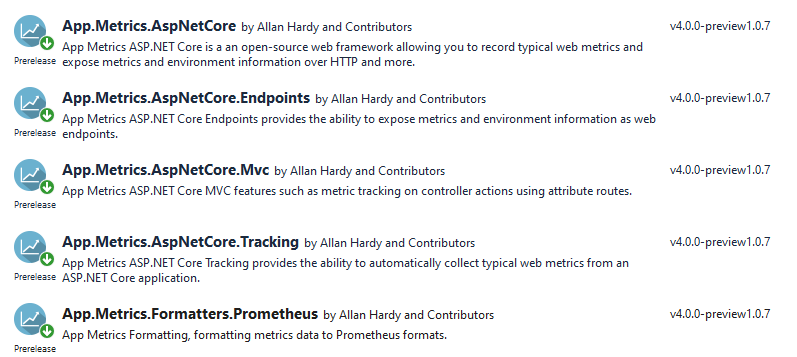 App.Metrics.AspNetCore by Allan Hardy and Contributors v4.0.0-preview1.0.7
App Metrics ASP.NET Core is a an open-source web framework allowing you to record typical web metrics and
expose metrics and environment information over HTTP and more.
Prerelease
App.Metrics.AspNetCore.Endpoints by Allan Hardy and Contributors v4.0.0-preview1.0.7
App Metrics ASP.NET Core Endpoints provides the ability to expose metrics and environment information as web
endpoints.
Prerelease
App.Metrics.AspNetCore.Mvc by Allan Hardy and Contributors v4.0.0-preview1.0.7
App Metrics ASP.NET Core MVC features such as metric tracking on controller actions using attribute routes.
Prerelease
App.Metrics.AspNetCore.Tracking by Allan Hardy and Contributors v4.0.0-preview1.0.7
App Metrics ASP.NET Core Tracking provides the ability to automatically collect typical web metrics from an
ASP.NET Core application.
Prerelease
App.Metrics.Formatters.Prometheus by Allan Hardy and Contributors v4.0.0-preview1.0.7
App Metrics Formatting, formatting metrics data to Prometheus formats.
Prerelease